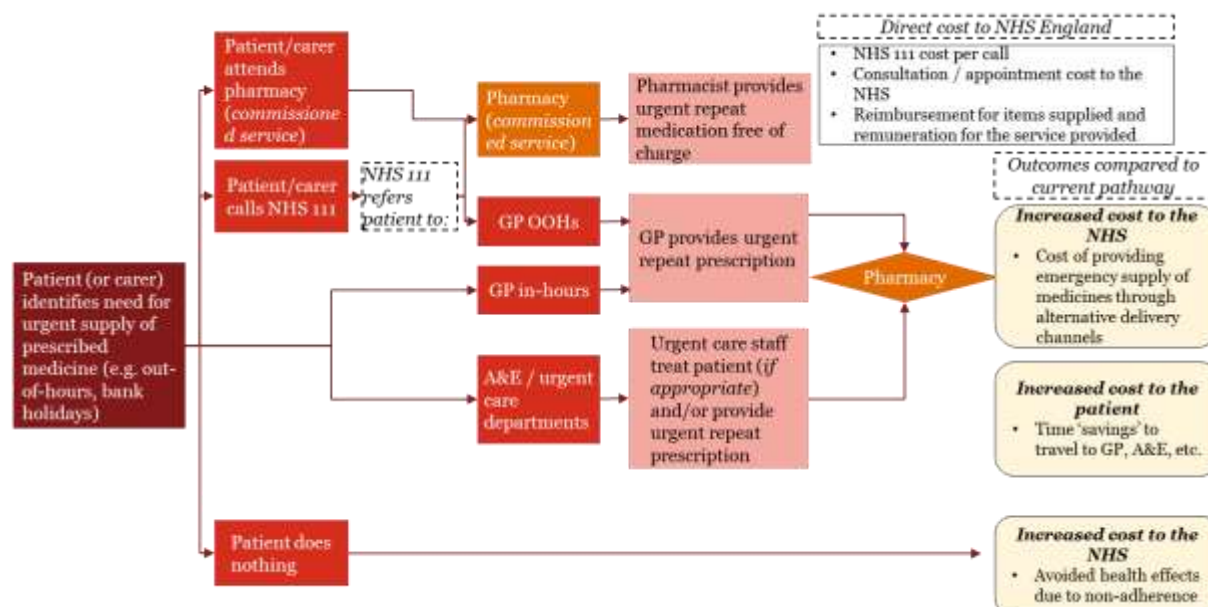 Patient/carer
attends
pharmacy
(commissione
d service)
Pharmacy
(commission
ed service)
Pharmacist provides
urgent repeat
medication free of
charge
Direct cost to NHS England
• NHS 111 cost per call
• Consultation / appointment cost to the
NHS
• Reimbursement for items supplied and
remuneration for the service provided
Patient/carer
calls NHS 111
NHS 111
refers
patient to:
GP OOHs
GP in-hours
GP provides urgent
repeat prescription
Pharmacy
Outcomes compared to
current pathway
Increased cost to the
NHS
• Cost of providing
emergency supply of
medicines through
alternative delivery
channels
Patient (or carer)
identifies need for
urgent supply of
prescribed
medicine (e.g. out-
of-hours, bank
holidays)
A&E / urgent
care
departments
Urgent care staff
treat patient (if
appropriate)
and/or provide
urgent repeat
prescription
Increased cost to the
patient
• Time ‘savings’ to
travel to GP, A&E, etc.
Patient does
nothing
Increased cost to the
NHS
• Avoided health effects
due to non-adherence